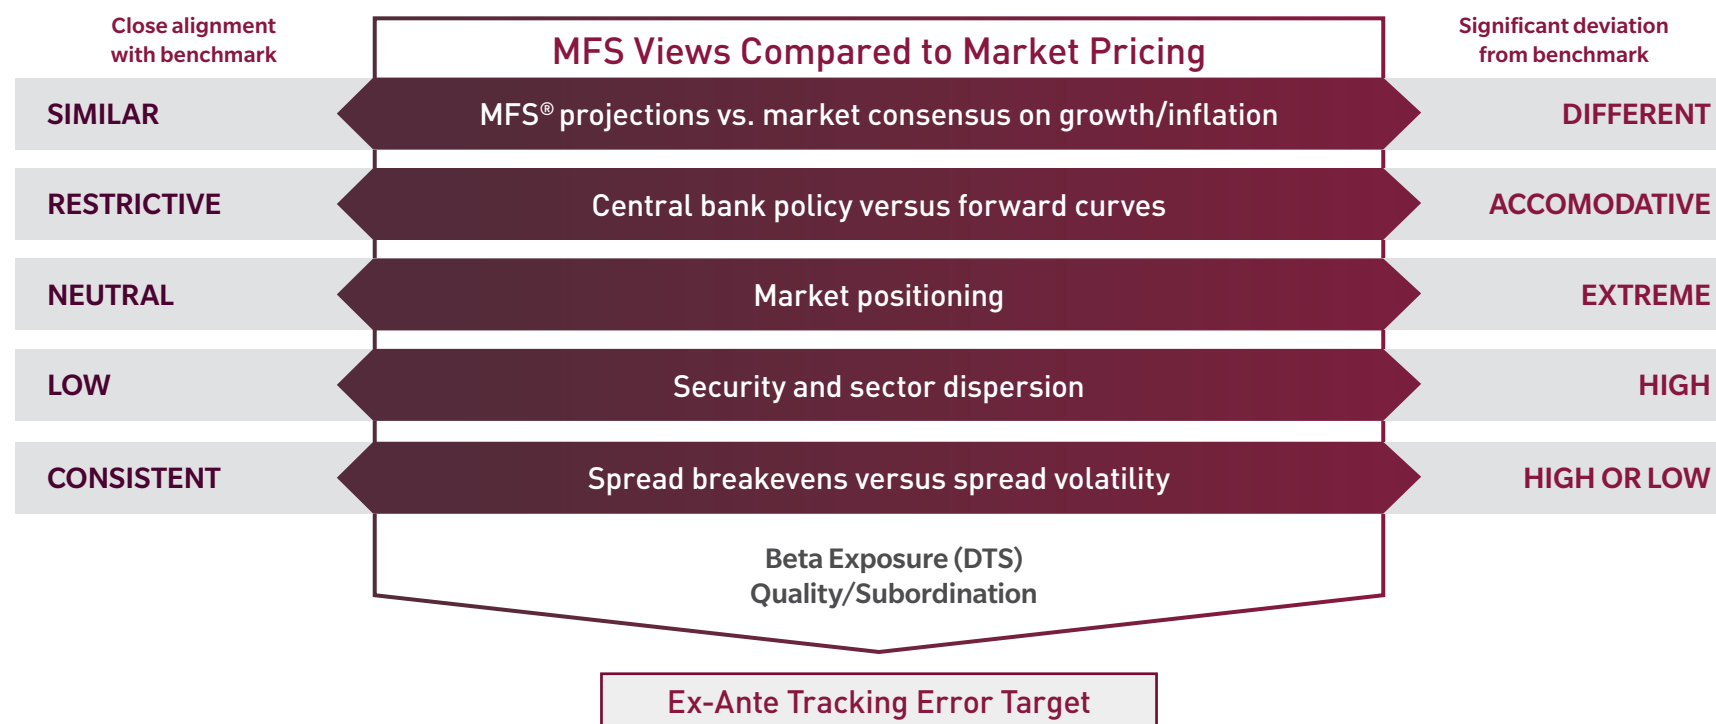 Close alignment
with benchmark
MFS Views Compared to Market Pricing
Significant deviation
from benchmark
SIMILAR
MFS® projections vs. market consensus on growth/inflation
DIFFERENT
RESTRICTIVE
Central bank policy versus forward curves
ACCOMODATIVE
NEUTRAL
Market positioning
EXTREME
LOW
Security and sector dispersion
HIGH
CONSISTENT
Spread breakevens versus spread volatility
HIGH OR LOW
Beta Exposure (DTS)
Quality/Subordination
Ex-Ante Tracking Error Target